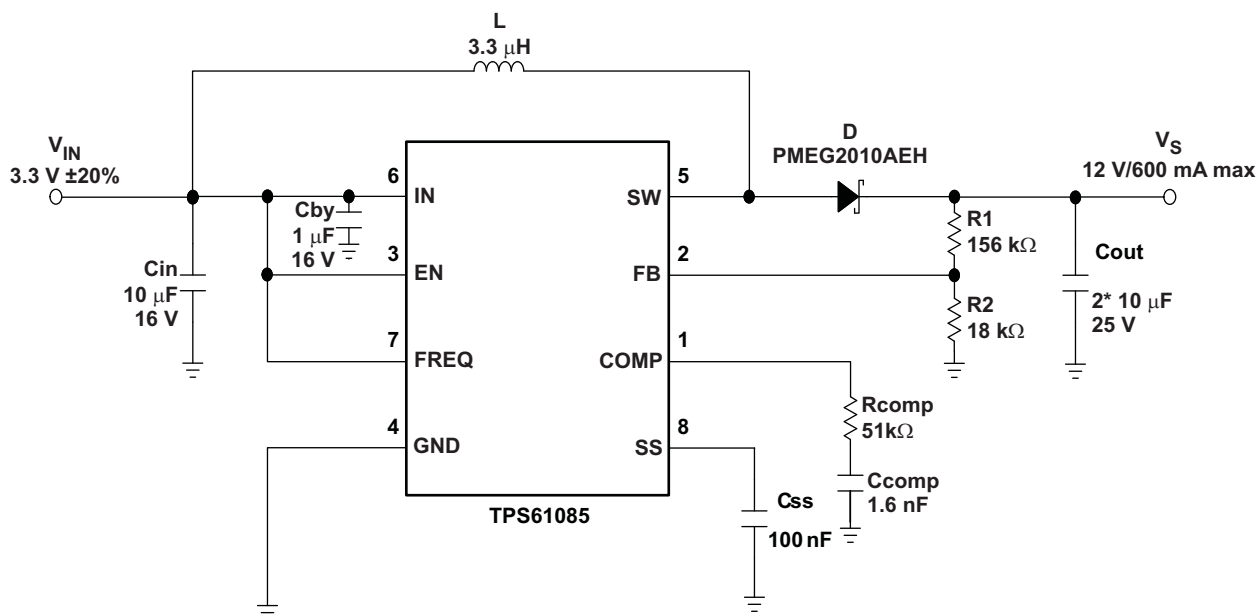 L
3.3 μH
V_IN
3.3 V ±20%
D
PMEG2010AEH
V_S
12 V/600 mA max
6
IN
SW
5
Cby
1 μF
16 V
R1
156 kΩ
Cin
10 μF
16 V
3
EN
FB
2
Cout
2* 10 μF
25 V
R2
18 kΩ
7
FREQ
COMP
1
Rcomp
51kΩ
4
GND
SS
8
Ccomp
1.6 nF
TPS61085
Css
100 nF